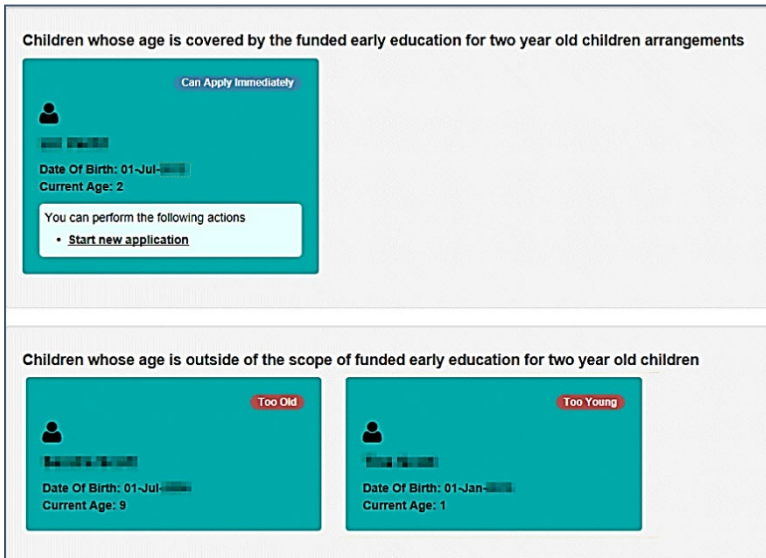 Children whose age is covered by the funded early education for two year old children arrangements
Can Apply Immediately
Date Of Birth: 01-Jul-
Current Age: 2
You can perform the following actions
• Start new application
Children whose age is outside of the scope of funded early education for two year old children
Too Old
Date Of Birth: 01-Jul-
Current Age: 9
Too Young
Date Of Birth: 01-Jan-
Current Age: 1